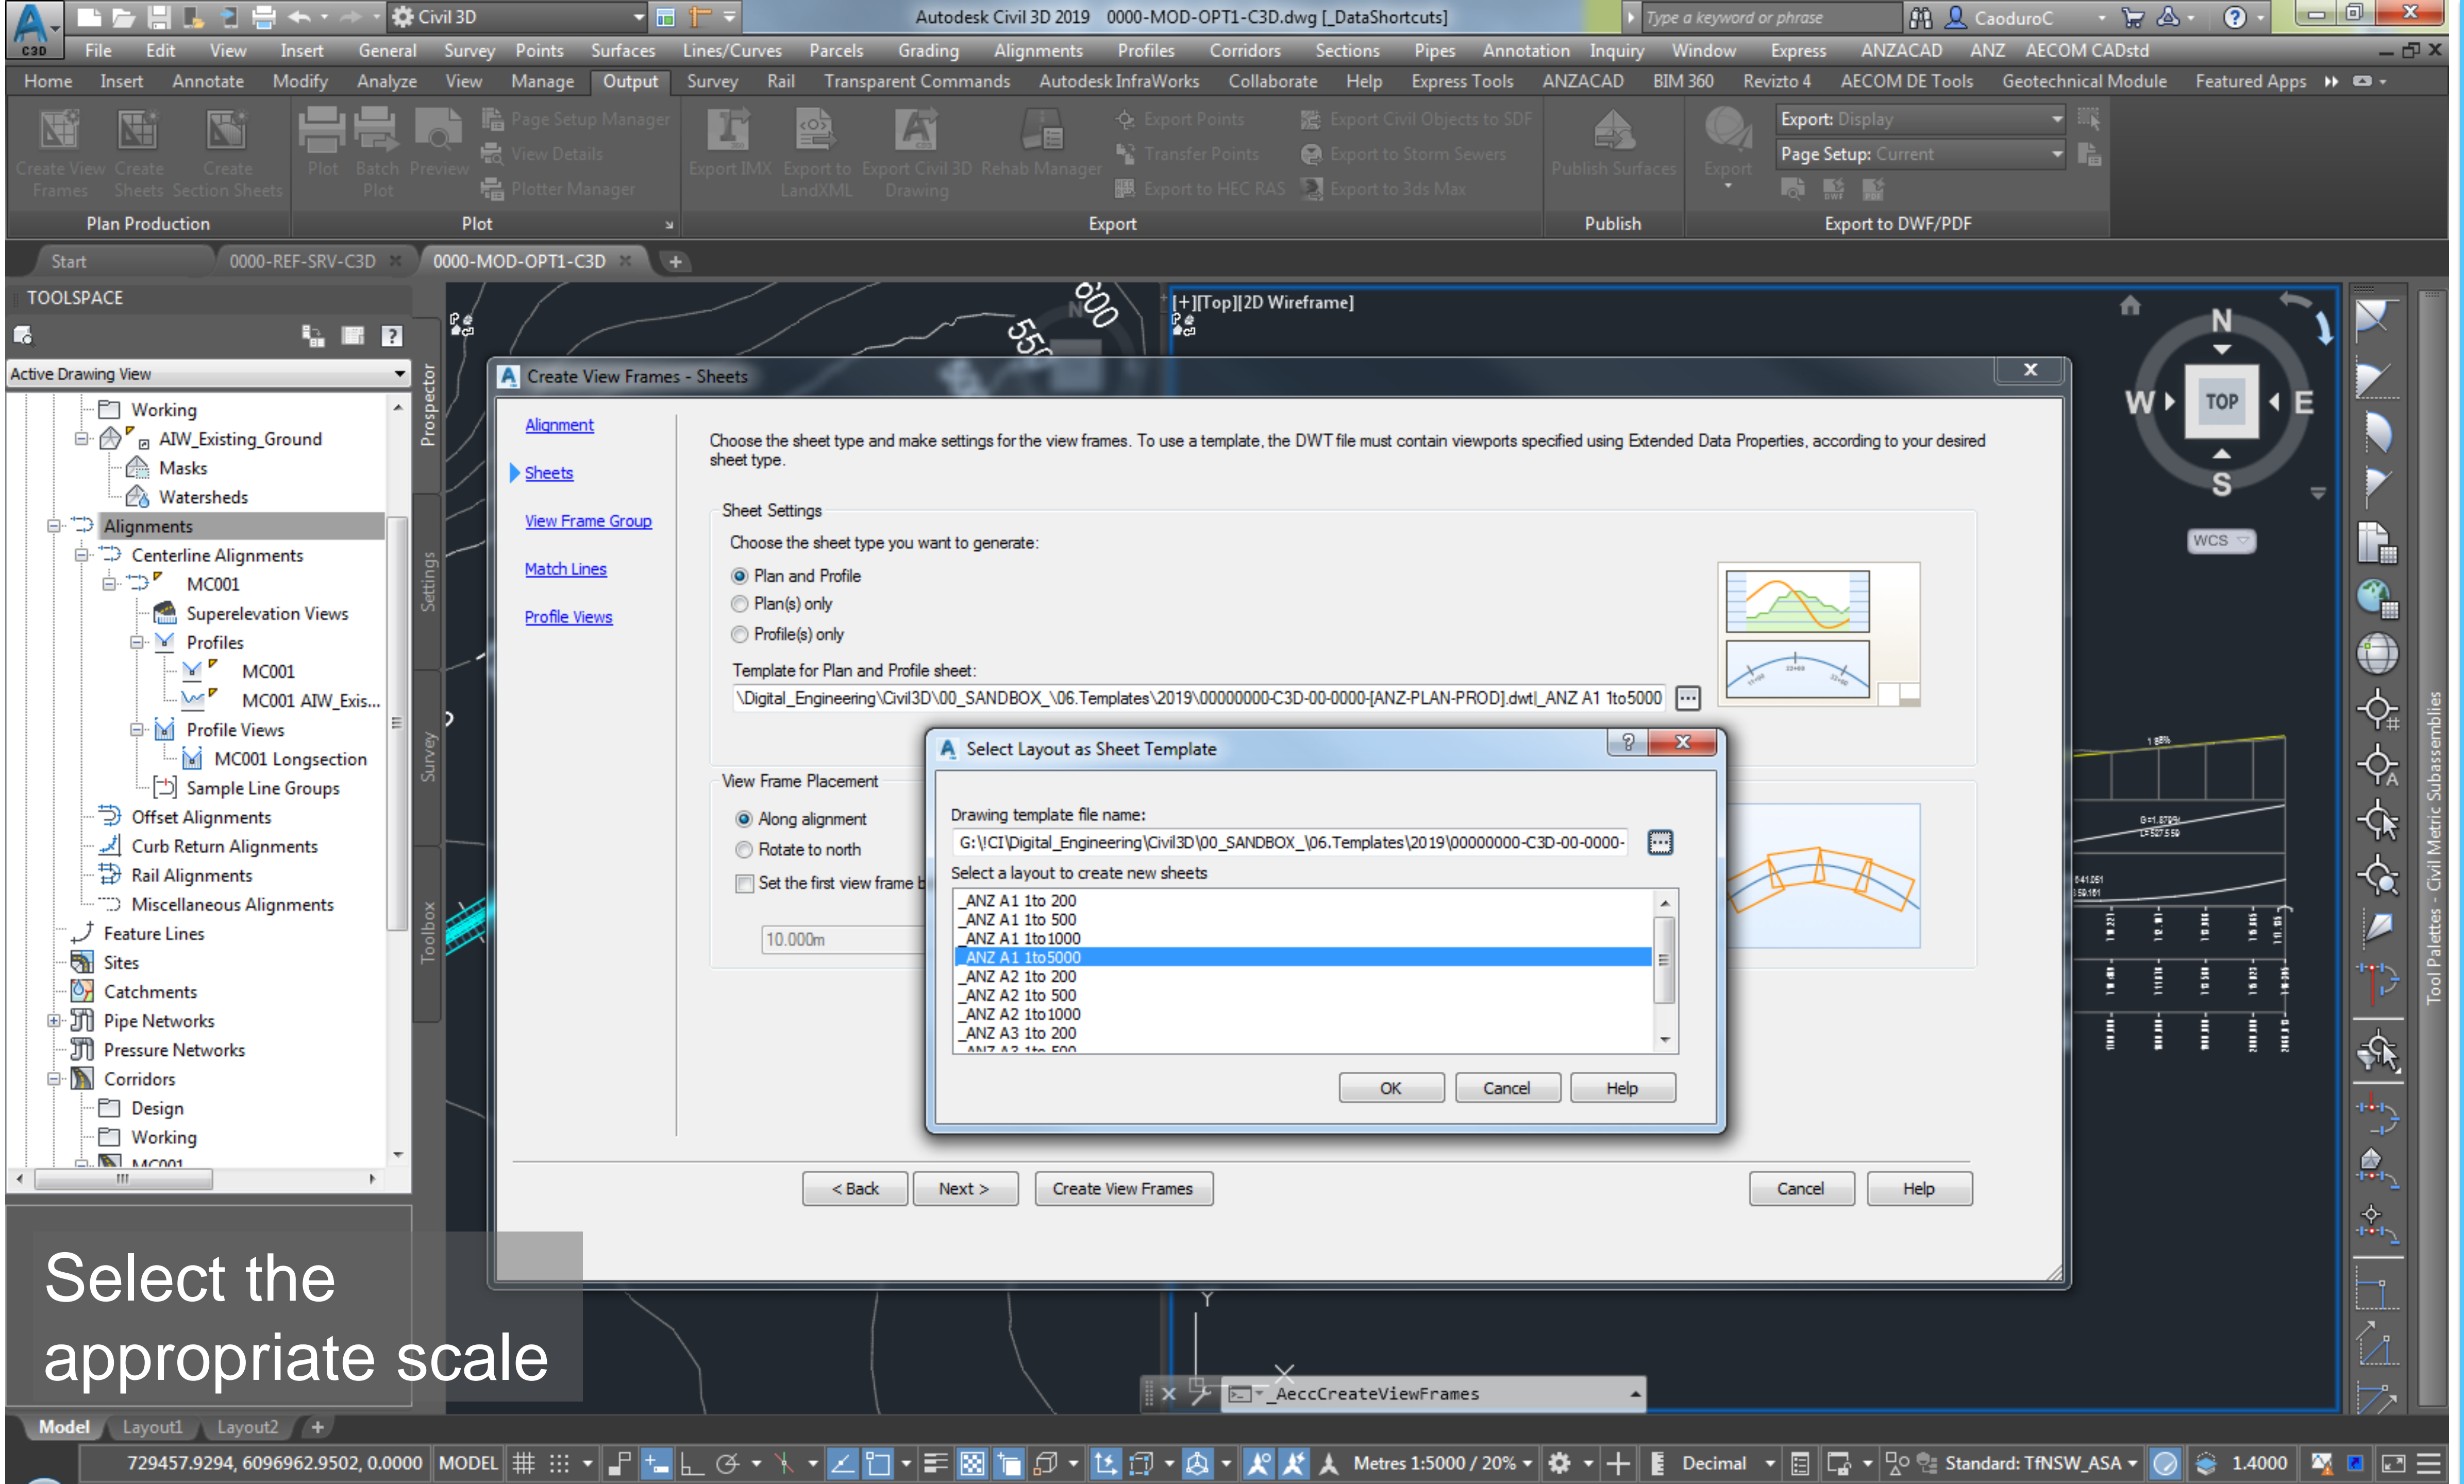 Civil 3D
Autodesk Civil 3D 2019 0000-MOD-OPT1-C3D.dwg [_DataShortcuts]
Type a keyword or phrase
CaoduroC
C3D
File Edit View Insert General Survey Points Surfaces Lines/Curves Parcels Grading Alignments Profiles Corridors Sections Pipes Annotation Inquiry Window Express ANZACAD ANZ AECOM CADstd
Home Insert Annotate Modify Analyze View Manage Output Survey Rail Transparent Commands Autodesk InfraWorks Collaborate Help Express Tools ANZACAD BIM 360 Revizto 4 AECOM DE Tools Geotechnical Module Featured Apps
Create View Frames
Create Sheets
Create Section Sheets
Plan Production
Plot
Batch Plot
Preview
Page Setup Manager
View Details
Plotter Manager
Plot
Export IMX
Export to LandXML
Export Civil 3D Drawing
Rehab Manager
Export Points
Transfer Points
Export to HEC RAS
Export Civil Objects to SDF
Export to Storm Sewers
Export to 3ds Max
Export
Publish Surfaces
Publish
Export
Export: Display
Page Setup: Current
Export to DWF/PDF
Start
0000-REF-SRV-C3D
0000-MOD-OPT1-C3D
TOOLSPACE
Active Drawing View
Working
AIW_Existing_Ground
Masks
Watersheds
Alignments
Centerline Alignments
MC001
Superelevation Views
Profiles
MC001
MC001 AIW_Exis...
Profile Views
MC001 Longsection
Sample Line Groups
Offset Alignments
Curb Return Alignments
Rail Alignments
Miscellaneous Alignments
Feature Lines
Sites
Catchments
Pipe Networks
Pressure Networks
Corridors
Design
Working
MC001
Prospector
Settings
Survey
Toolbox
600
550
[+][Top][2D Wireframe]
N
W
TOP
E
S
WCS
Create View Frames - Sheets
Alignment
Sheets
View Frame Group
Match Lines
Profile Views
Choose the sheet type and make settings for the view frames. To use a template, the DWT file must contain viewports specified using Extended Data Properties, according to your desired
sheet type.
Sheet Settings
Choose the sheet type you want to generate:
Plan and Profile
Plan(s) only
Profile(s) only
Template for Plan and Profile sheet:
\Digital_Engineering\Civil3D\00_SANDBOX_\06.Templates\2019\00000000-C3D-00-0000-[ANZ-PLAN-PROD].dwt|_ANZ A1 1to5000
View Frame Placement
Along alignment
Rotate to north
Set the first view frame b
10.000m
Select Layout as Sheet Template
Drawing template file name:
G:\!CI\Digital_Engineering\Civil3D\00_SANDBOX_\06.Templates\2019\00000000-C3D-00-0000-
Select a layout to create new sheets
_ANZ A1 1to 200
_ANZ A1 1to 500
_ANZ A1 1to1000
_ANZ A1 1to5000
_ANZ A2 1to 200
_ANZ A2 1to 500
_ANZ A2 1to1000
_ANZ A3 1to 200
_ANZ A3 1to 500
OK Cancel Help
< Back Next > Create View Frames Cancel Help
Tool Palettes - Civil Metric Subassemblies
Select the
appropriate scale
Y
X
_AeccCreateViewFrames
Model Layout1 Layout2
729457.9294, 6096962.9502, 0.0000 MODEL
Metres 1:5000 / 20%
Decimal
Standard: TfNSW_ASA
1.4000